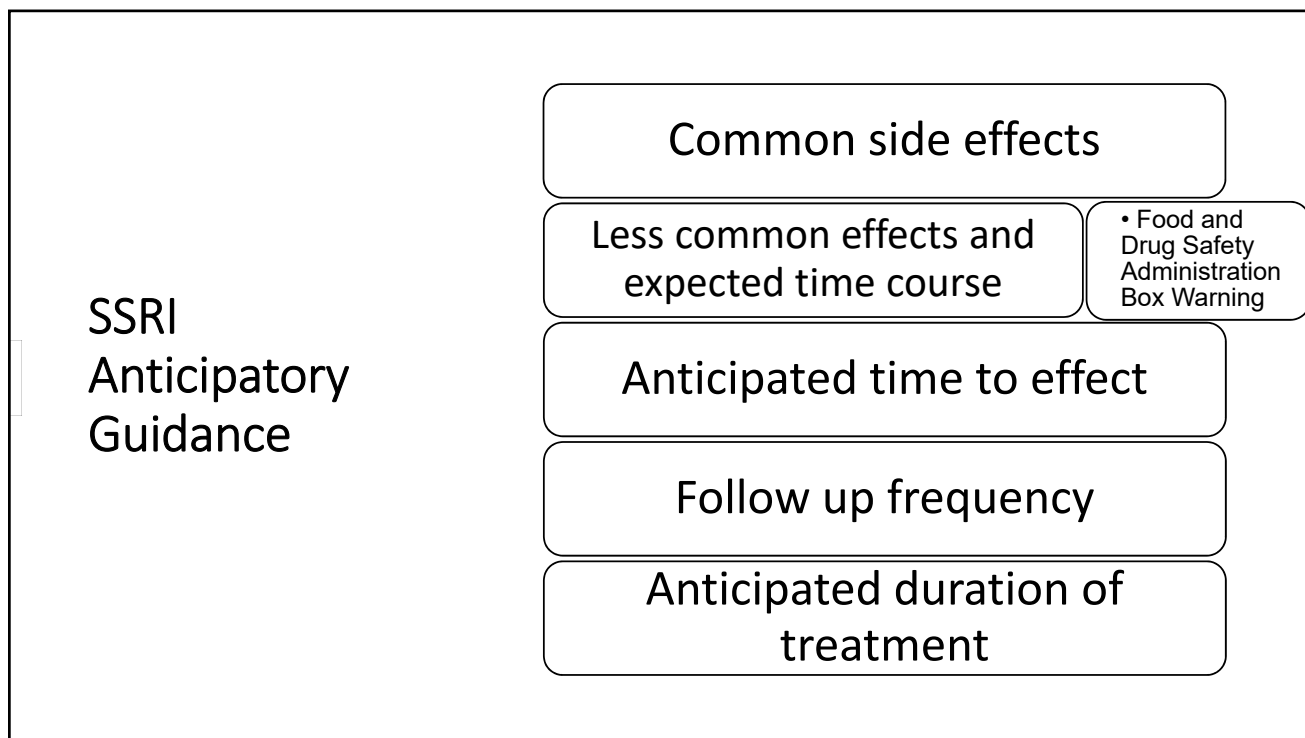 SSRI
Anticipatory
Guidance
Common side effects
Less common effects and
expected time course
• Food and
Drug Safety
Administration
Box Warning
Anticipated time to effect
Follow up frequency
Anticipated duration of
treatment